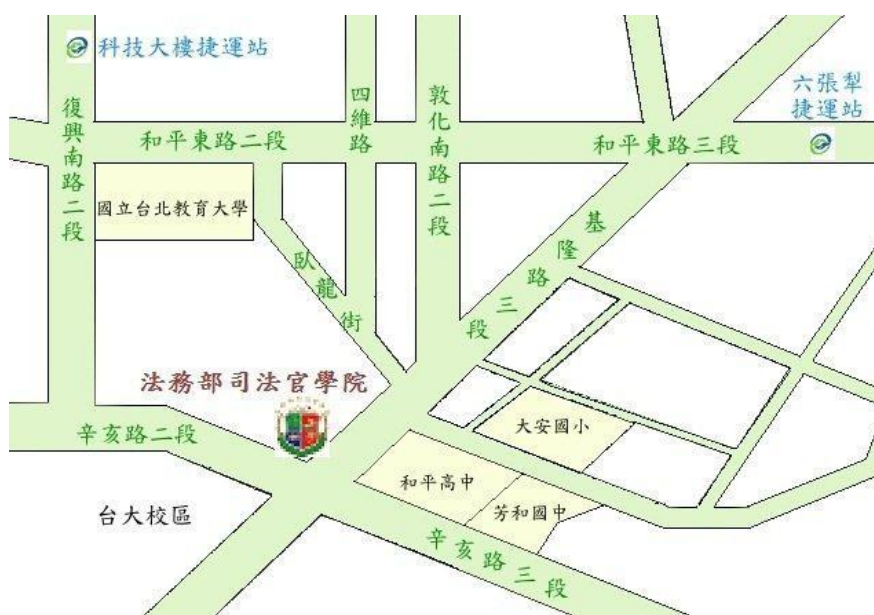 科技大樓捷運站
六張犁
捷運站
復興南路二段
四維路
敦化南路二段
和平東路二段
和平東路三段
國立台北教育大學
臥龍街
基隆路三段
法務部司法官學院
辛亥路二段
大安國小
和平高中
芳和國中
台大校區
辛亥路三段